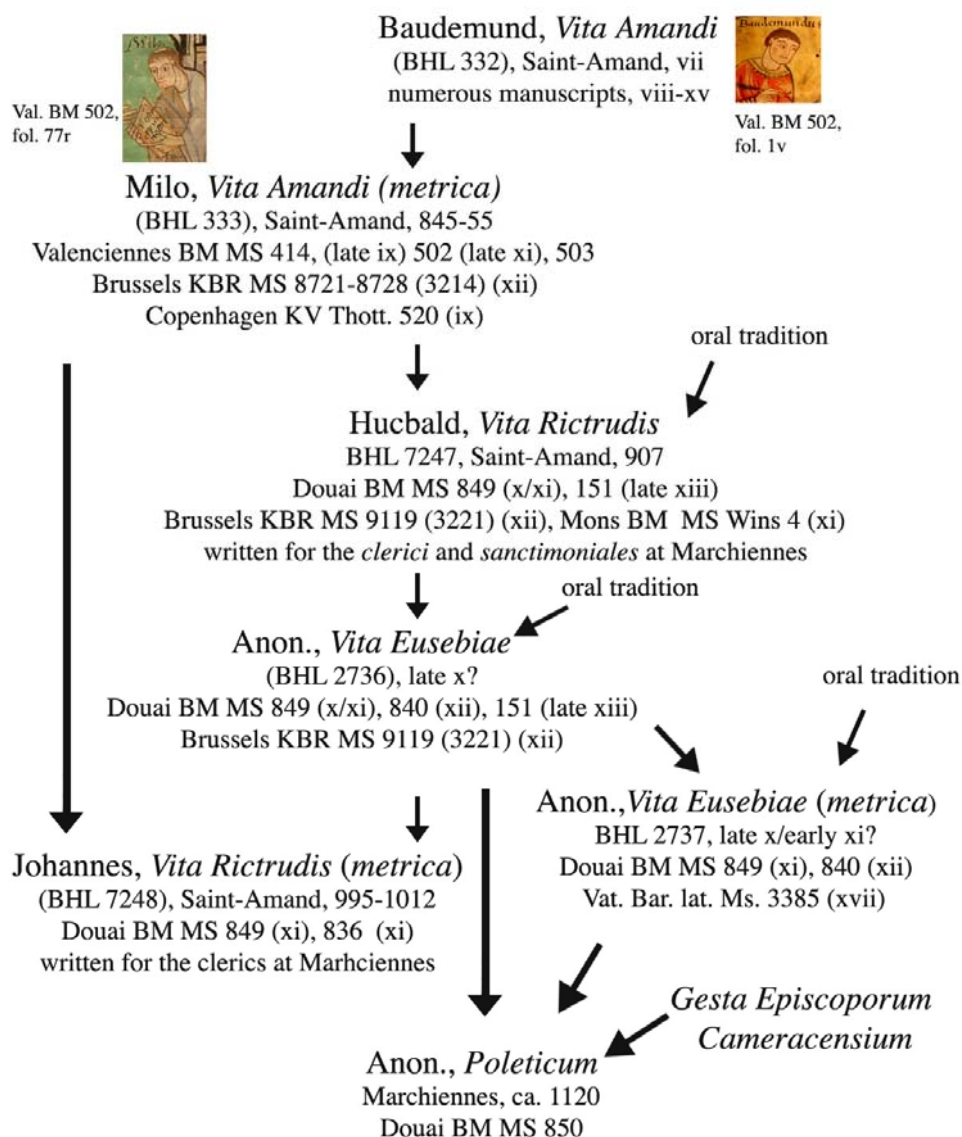 Baudemund, Vita Amandi
(BHL 332), Saint-Amand, vii
numerous manuscripts, viii-xv
Milo
Val. BM 502,
fol. 77r
Baudemundus
Val. BM 502,
fol. 1v
Milo, Vita Amandi (metrica)
(BHL 333), Saint-Amand, 845-55
Valenciennes BM MS 414, (late ix) 502 (late xi), 503
Brussels KBR MS 8721-8728 (3214) (xii)
Copenhagen KV Thott. 520 (ix)
oral tradition
Hucbald, Vita Rictrudis
BHL 7247, Saint-Amand, 907
Douai BM MS 849 (x/xi), 151 (late xiii)
Brussels KBR MS 9119 (3221) (xii), Mons BM MS Wins 4 (xi)
written for the clerici and sanctimoniales at Marchiennes
oral tradition
Anon., Vita Eusebiae
(BHL 2736), late x?
Douai BM MS 849 (x/xi), 840 (xii), 151 (late xiii)
Brussels KBR MS 9119 (3221) (xii)
oral tradition
Anon.,Vita Eusebiae (metrica)
BHL 2737, late x/early xi?
Douai BM MS 849 (xi), 840 (xii)
Vat. Bar. lat. Ms. 3385 (xvii)
Johannes, Vita Rictrudis (metrica)
(BHL 7248), Saint-Amand, 995-1012
Douai BM MS 849 (xi), 836 (xi)
written for the clerics at Marhciennes
Gesta Episcoporum
Cameracensium
Anon., Poleticum
Marchiennes, ca. 1120
Douai BM MS 850